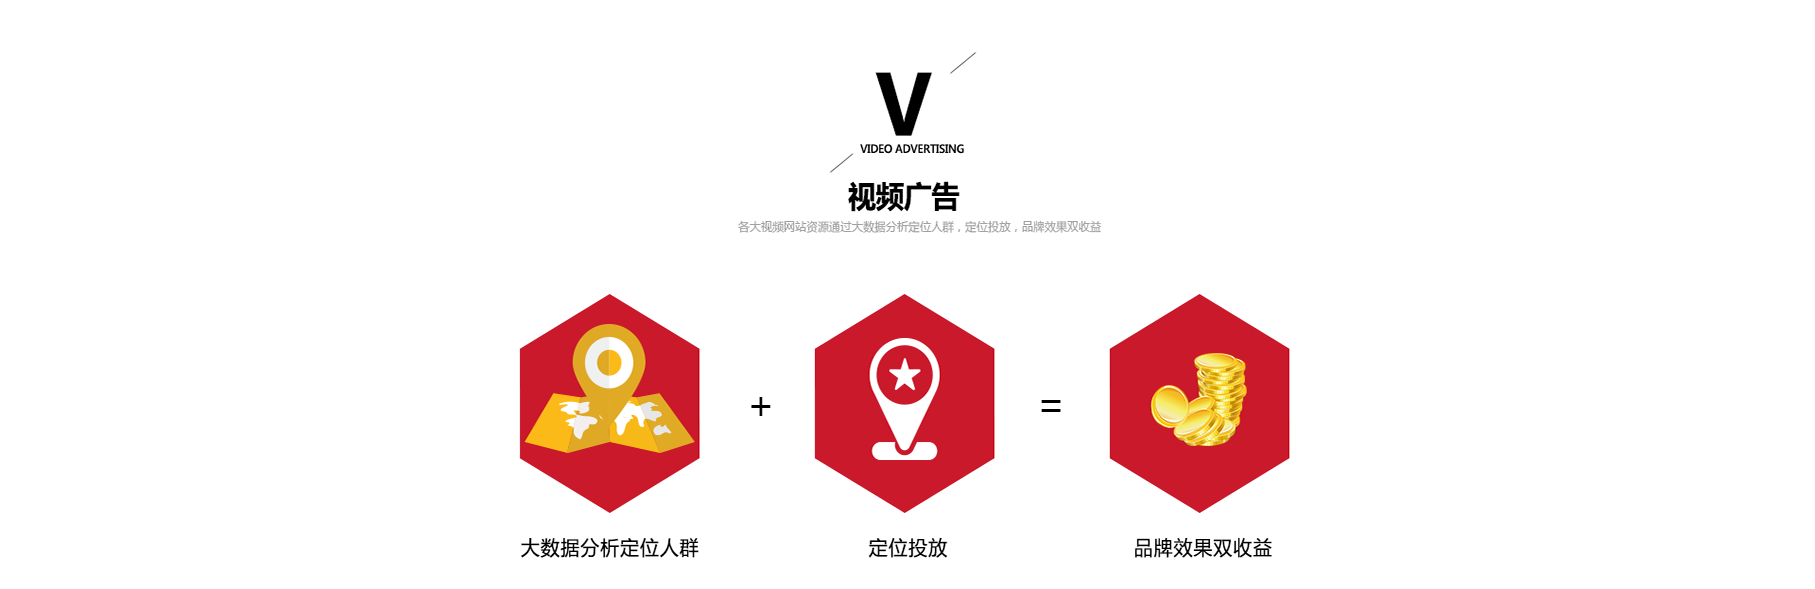 V
VIDEO ADVERTISING
视频广告
各大视频网站资源通过大数据分析定位人群，定位投放，品牌效果双收益
+
=
大数据分析定位人群
定位投放
品牌效果双收益